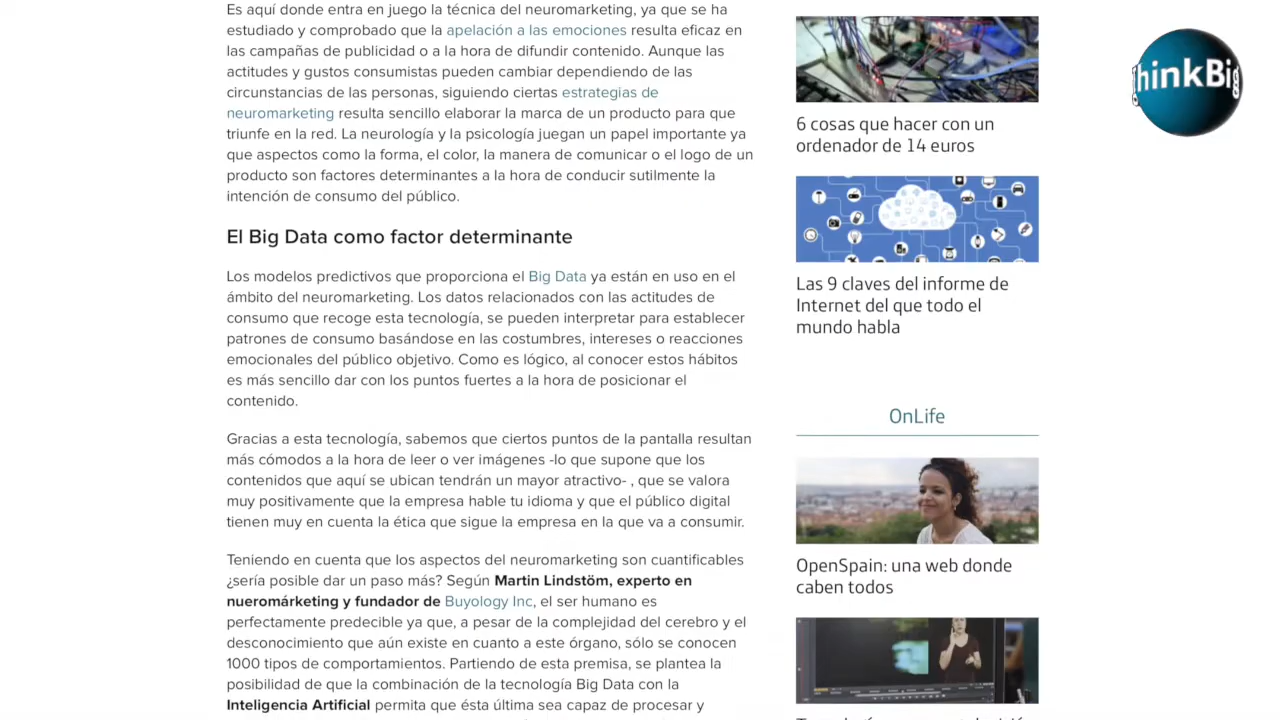 Es aquí donde entra en juego la técnica del neuromarketing, ya que se ha
estudiado y comprobado que la apelación a las emociones resulta eficaz en
las campañas de publicidad o a la hora de difundir contenido. Aunque las
actitudes y gustos consumistas pueden cambiar dependiendo de las
circunstancias de las personas, siguiendo ciertas estrategias de
neuromarketing resulta sencillo elaborar la marca de un producto para que
triunfe en la red. La neurología y la psicología juegan un papel importante ya
que aspectos como la forma, el color, la manera de comunicar o el logo de un
producto son factores determinantes a la hora de conducir sutilmente la
intención de consumo del público.
El Big Data como factor determinante
Los modelos predictivos que proporciona el Big Data ya están en uso en el
ámbito del neuromarketing. Los datos relacionados con las actitudes de
consumo que recoge esta tecnología, se pueden interpretar para establecer
patrones de consumo basándose en las costumbres, intereses o reacciones
emocionales del público objetivo. Como es lógico, al conocer estos hábitos
es más sencillo dar con los puntos fuertes a la hora de posicionar el
contenido.
Gracias a esta tecnología, sabemos que ciertos puntos de la pantalla resultan
más cómodos a la hora de leer o ver imágenes -lo que supone que los
contenidos que aquí se ubican tendrán un mayor atractivo- , que se valora
muy positivamente que la empresa hable tu idioma y que el público digital
tienen muy en cuenta la ética que sigue la empresa en la que va a consumir.
Teniendo en cuenta que los aspectos del neuromarketing son cuantificables
¿sería posible dar un paso más? Según Martin Lindstöm, experto en
nueromárketing y fundador de Buyology Inc, el ser humano es
perfectamente predecible ya que, a pesar de la complejidad del cerebro y el
desconocimiento que aún existe en cuanto a este órgano, sólo se conocen
1000 tipos de comportamientos. Partiendo de esta premisa, se plantea la
posibilidad de que la combinación de la tecnología Big Data con la
Inteligencia Artificial permita que ésta última sea capaz de procesar y
6 cosas que hacer con un
ordenador de 14 euros
Las 9 claves del informe de
Internet del que todo el
mundo habla
OnLife
OpenSpain: una web donde
caben todos
hinkBig